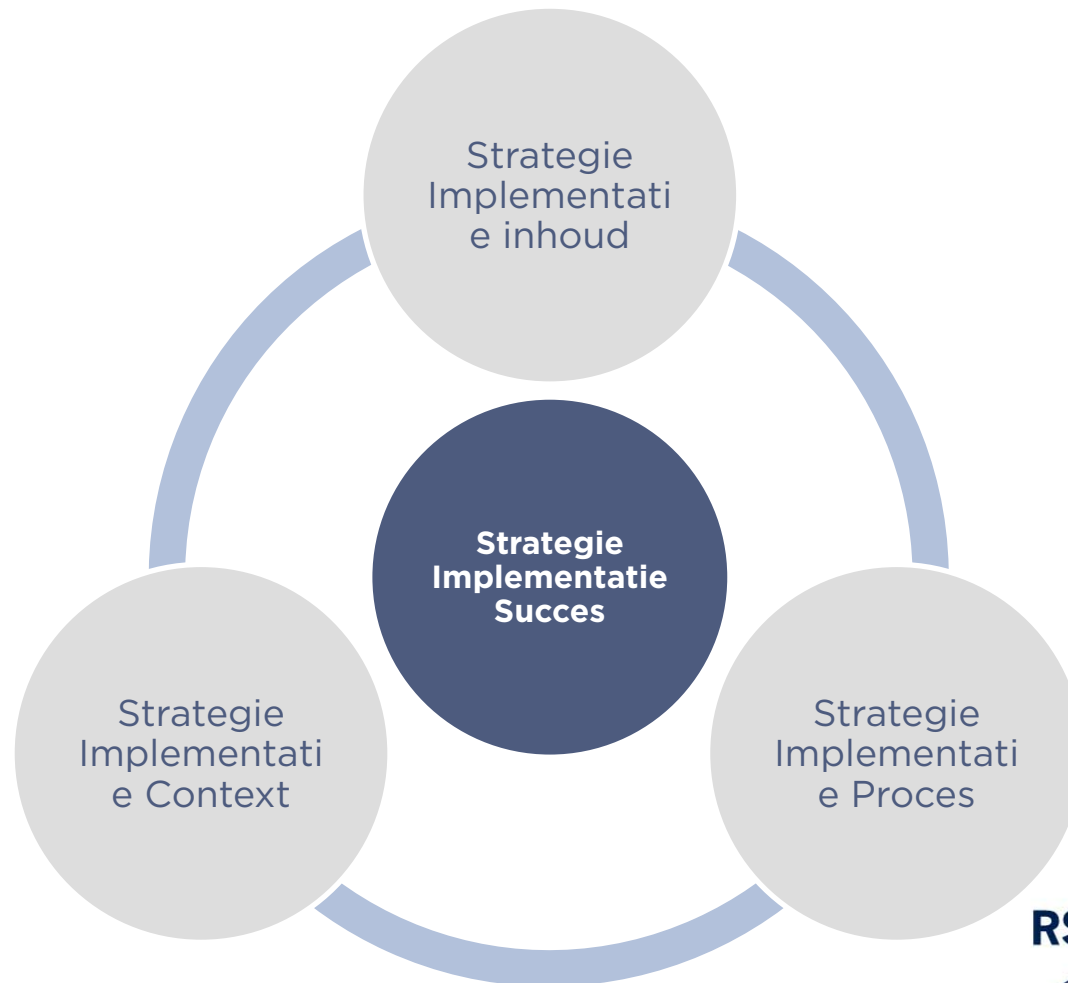 Strategie
Implementati
e inhoud
Strategie
Implementatie
Succes
Strategie
Implementati
e Context
Strategie
Implementati
e Proces